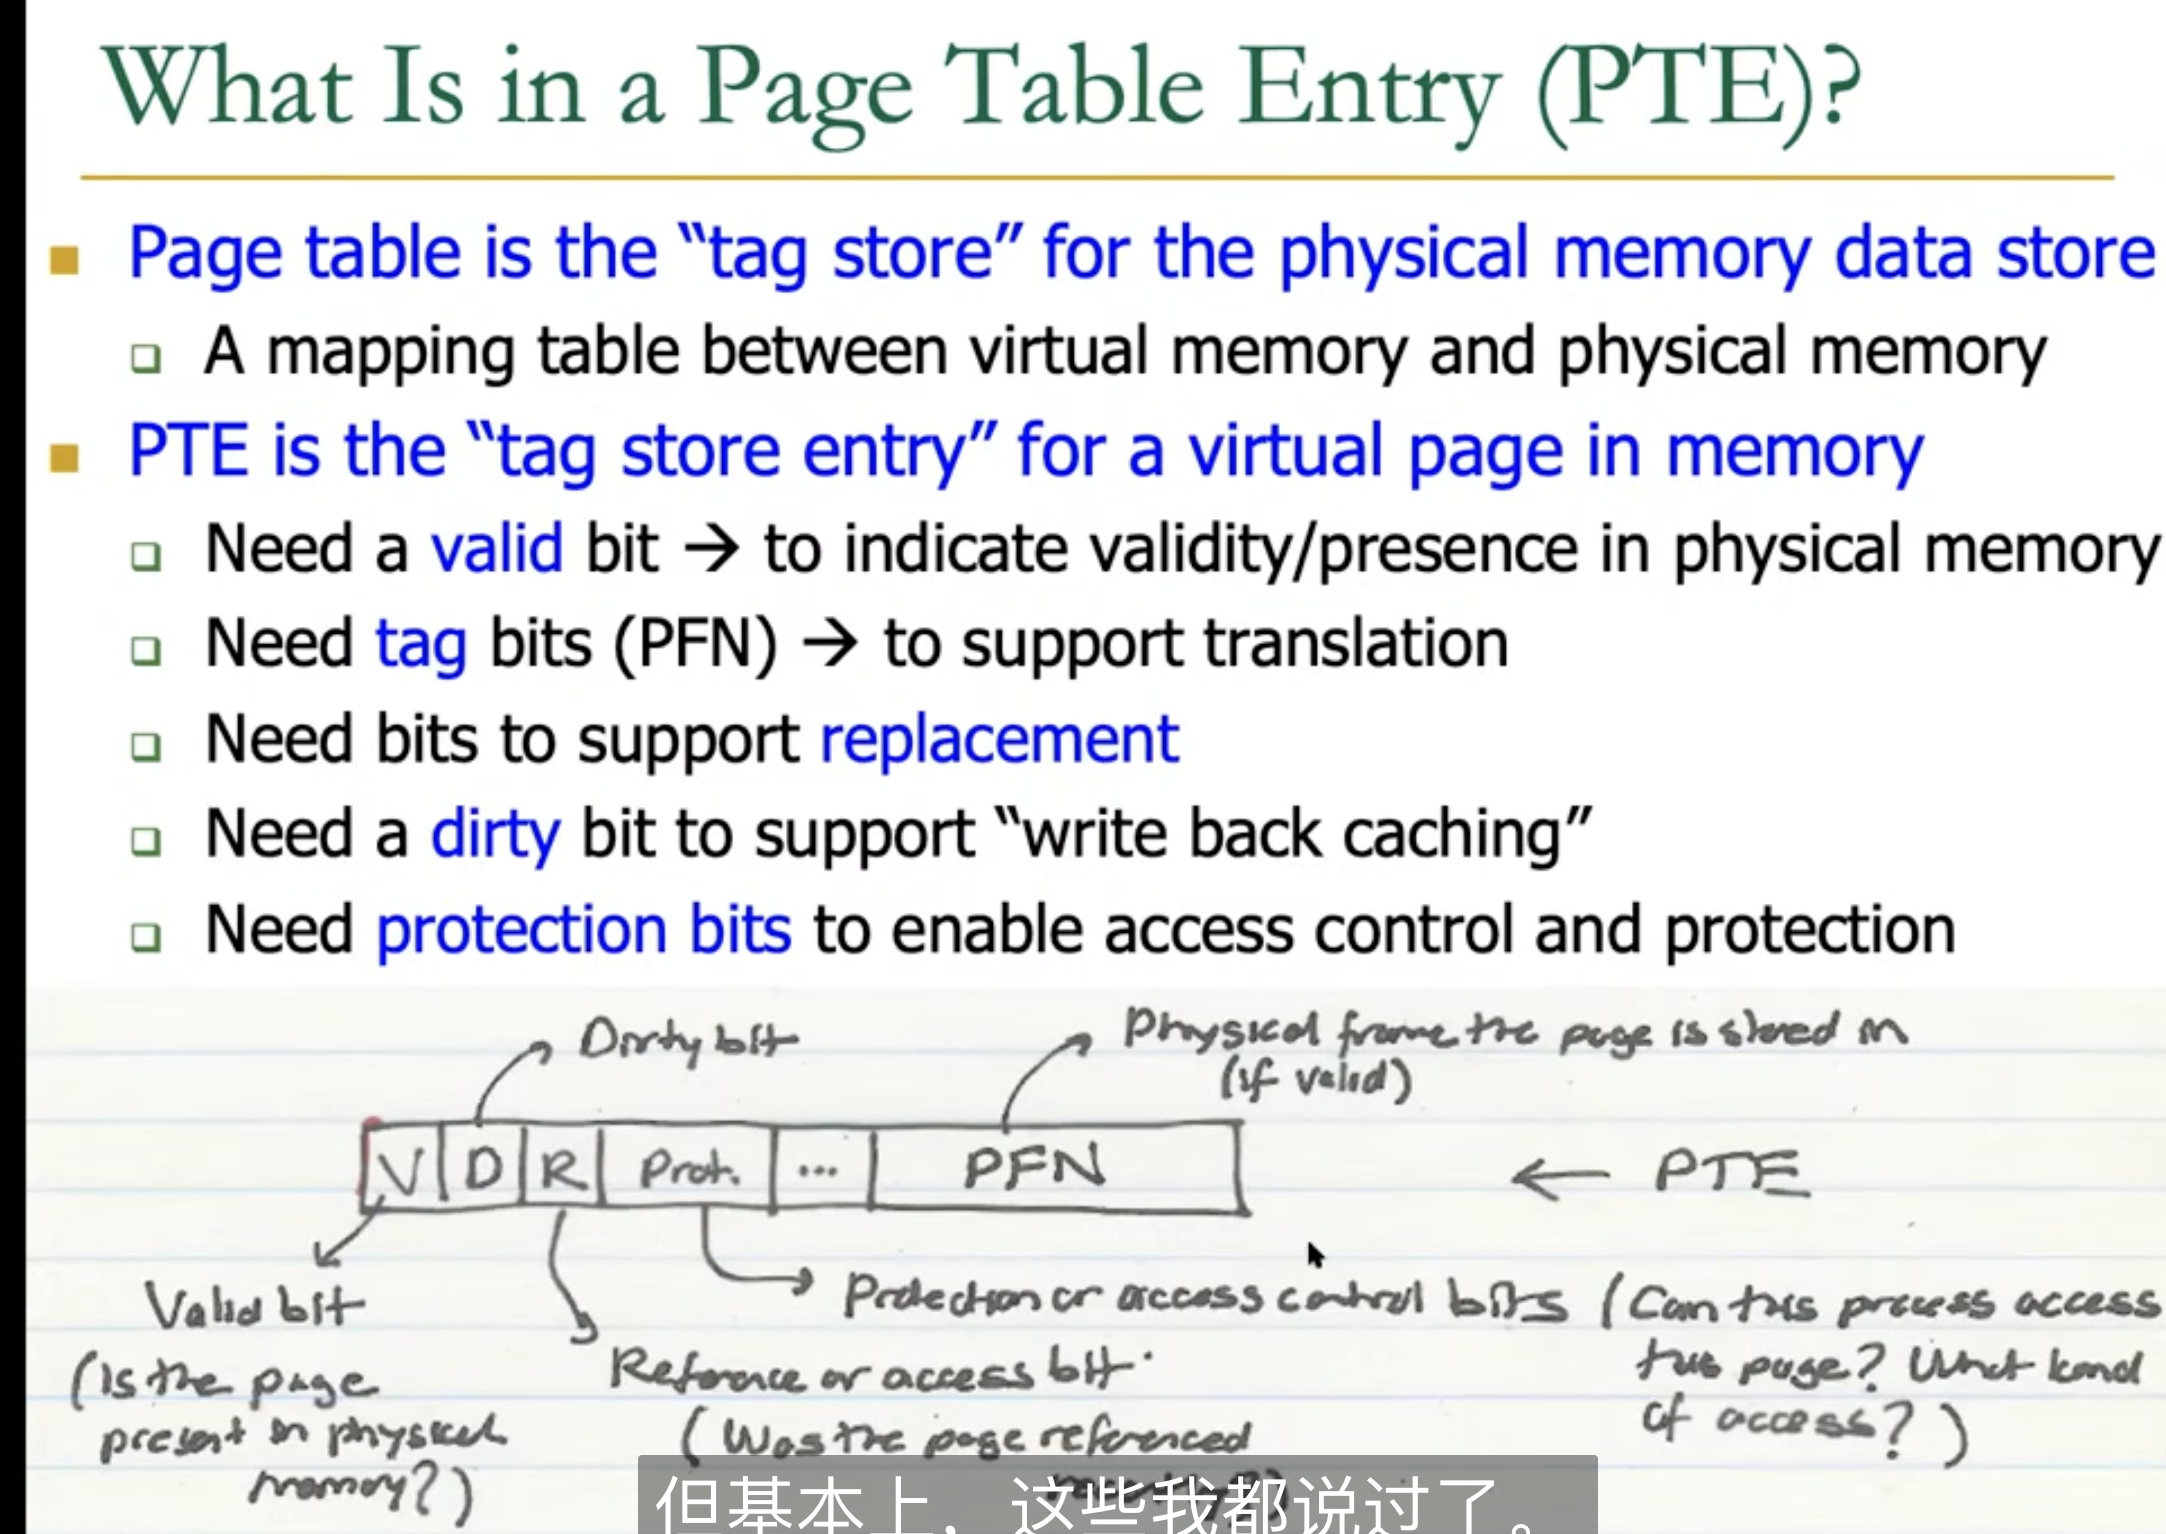 What Is in a Page Table Entry (PTE)?
Page table is the “tag store” for the physical memory data store
A mapping table between virtual memory and physical memory
PTE is the “tag store entry” for a virtual page in memory
Need a valid bit → to indicate validity/presence in physical memory
Need tag bits (PFN) → to support translation
Need bits to support replacement
Need a dirty bit to support “write back caching”
Need protection bits to enable access control and protection
Dirty bit
Physical frame the page is stored in
(if valid)
V D R Prot. ... PFN
← PTE
Valid bit
(Is the page
present in physical
memory?)
Reference or access bit
(Was the page referenced
Protection or access control bits (Can this process access
this page? What kind
of access?)
但基本上，这些我都说过了。